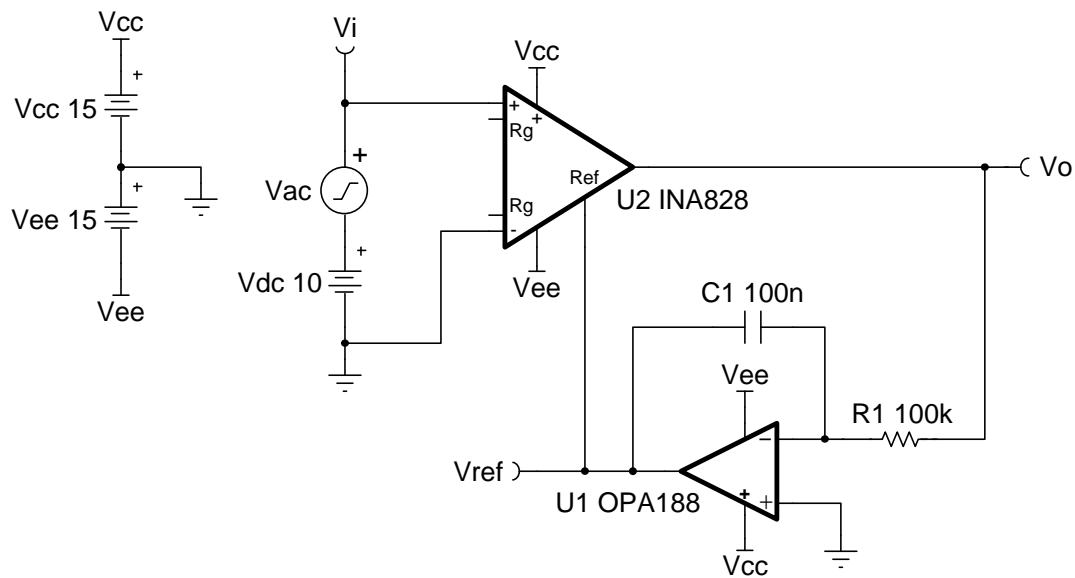 Vcc
Vcc 15
+
Vee 15
+
Vee
Vi
+
Vac
+
Vdc 10
Vcc
+
+
Rg
Ref
Rg
-
U2 INA828
Vee
Vo
C1 100n
Vee
R1 100k
Vref
−
+
+
U1 OPA188
Vcc